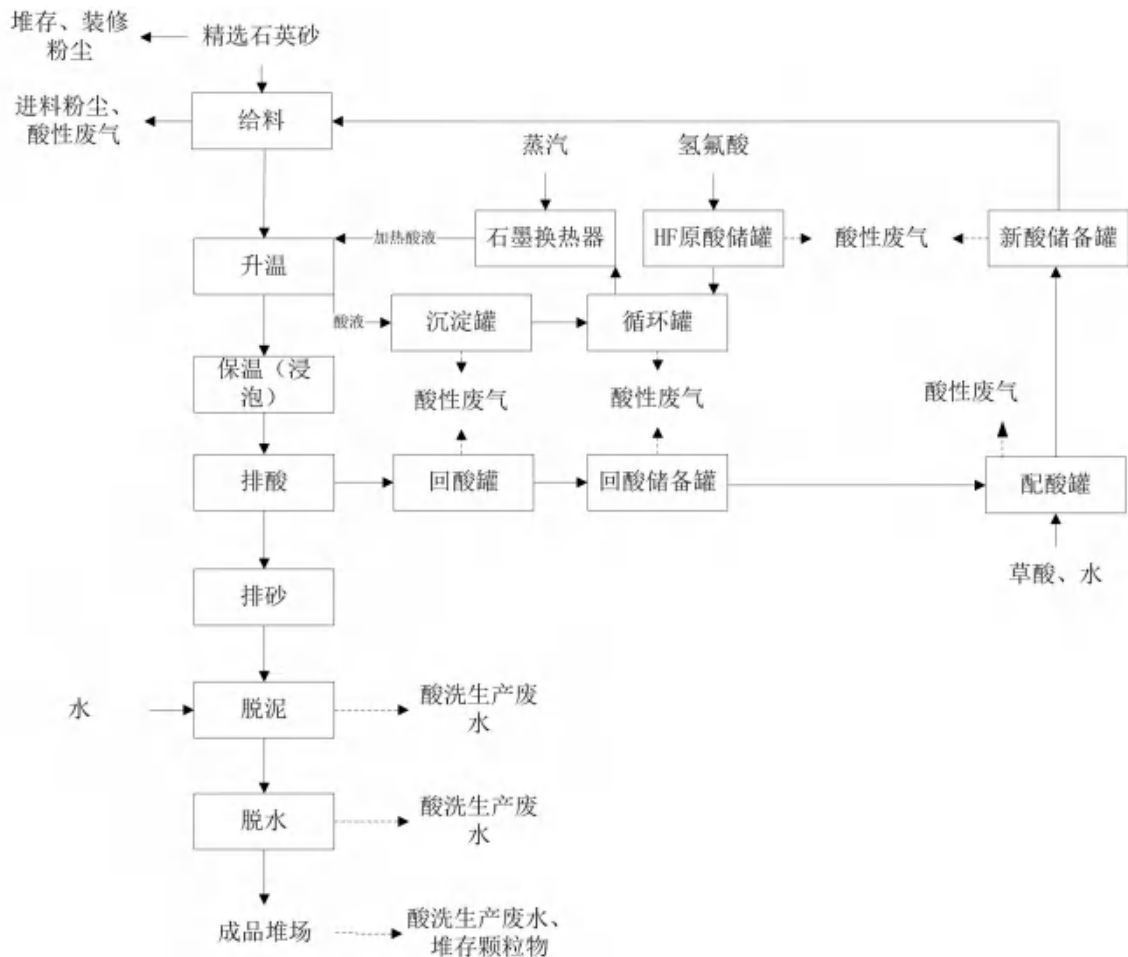 堆存、装修
粉尘
精选石英砂
进料粉尘、
酸性废气
给料
蒸汽
氢氟酸
加热酸液
石墨换热器
HF原酸储罐
酸性废气
新酸储备罐
升温
酸液
沉淀罐
循环罐
保温（浸
泡）
酸性废气
酸性废气
酸性废气
排酸
回酸罐
回酸储备罐
配酸罐
草酸、水
排砂
水
脱泥
酸洗生产废
水
脱水
酸洗生产废
水
成品堆场
酸洗生产废水、
堆存颗粒物